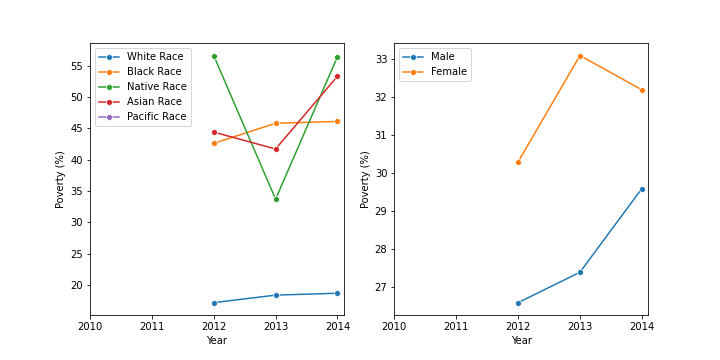 White Race
Black Race
Native Race
Asian Race
Pacific Race
55
50
45
40
35
30
25
20
Poverty (%)
2010 2011 2012 2013 2014
Year
Male
Female
33
32
31
30
29
28
27
Poverty (%)
2010 2011 2012 2013 2014
Year